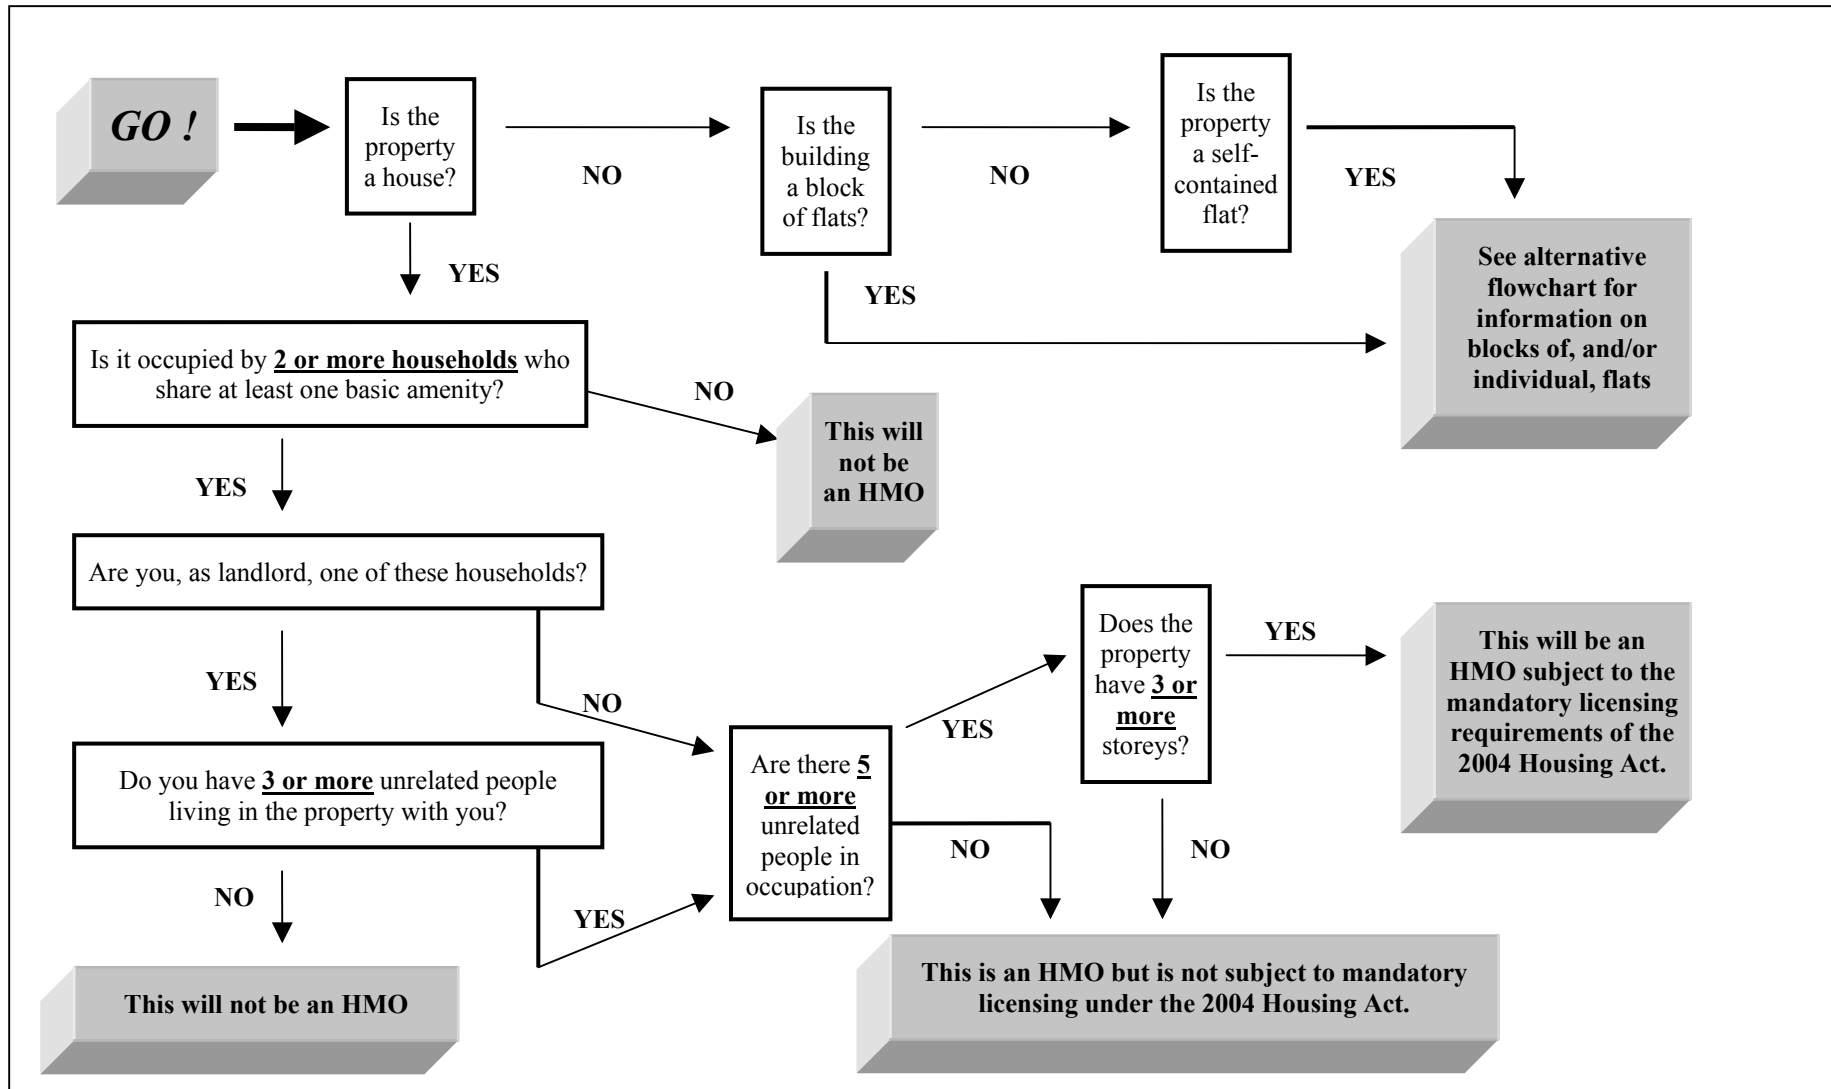 GO !
Is the
property
a house?
NO
Is the
building
a block
of flats?
NO
Is the
property
a self-
contained
flat?
YES
YES
YES
See alternative
flowchart for
information on
blocks of, and/or
individual, flats
Is it occupied by 2 or more households who
share at least one basic amenity?
NO
This will
not be
an HMO
YES
Are you, as landlord, one of these households?
YES
NO
Do you have 3 or more unrelated people
living in the property with you?
NO
YES
This will not be an HMO
Are there 5
or more
unrelated
people in
occupation?
YES
NO
Does the
property
have 3 or
more
storeys?
YES
NO
This will be an
HMO subject to the
mandatory licensing
requirements of the
2004 Housing Act.
This is an HMO but is not subject to mandatory
licensing under the 2004 Housing Act.